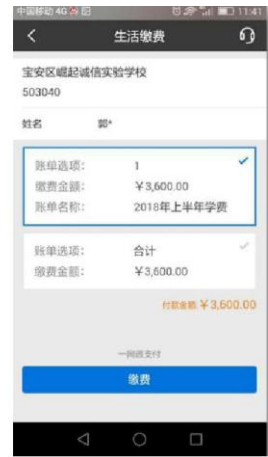 中国移动 4G 11:41
生活缴费
宝安区崛起诚信实验学校
503040
姓名 郭*
账单选项: 1
缴费金额: ￥3,600.00
账单名称: 2018年上半年学费
账单选项: 合计
缴费金额: ￥3,600.00
付款金额 ￥3,600.00
一网通支付
缴费